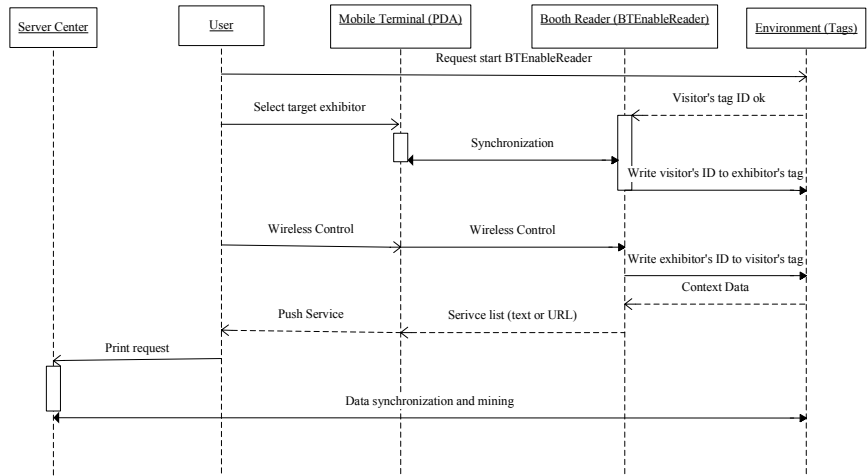 Server Center
User
Mobile Terminal (PDA)
Booth Reader (BTEnableReader)
Environment (Tags)
Request start BTEnableReader
Visitor's tag ID ok
Select target exhibitor
Synchronization
Write visitor's ID to exhibitor's tag
Wireless Control
Wireless Control
Write exhibitor's ID to visitor's tag
Context Data
Push Service
Serivce list (text or URL)
Print request
Data synchronization and mining